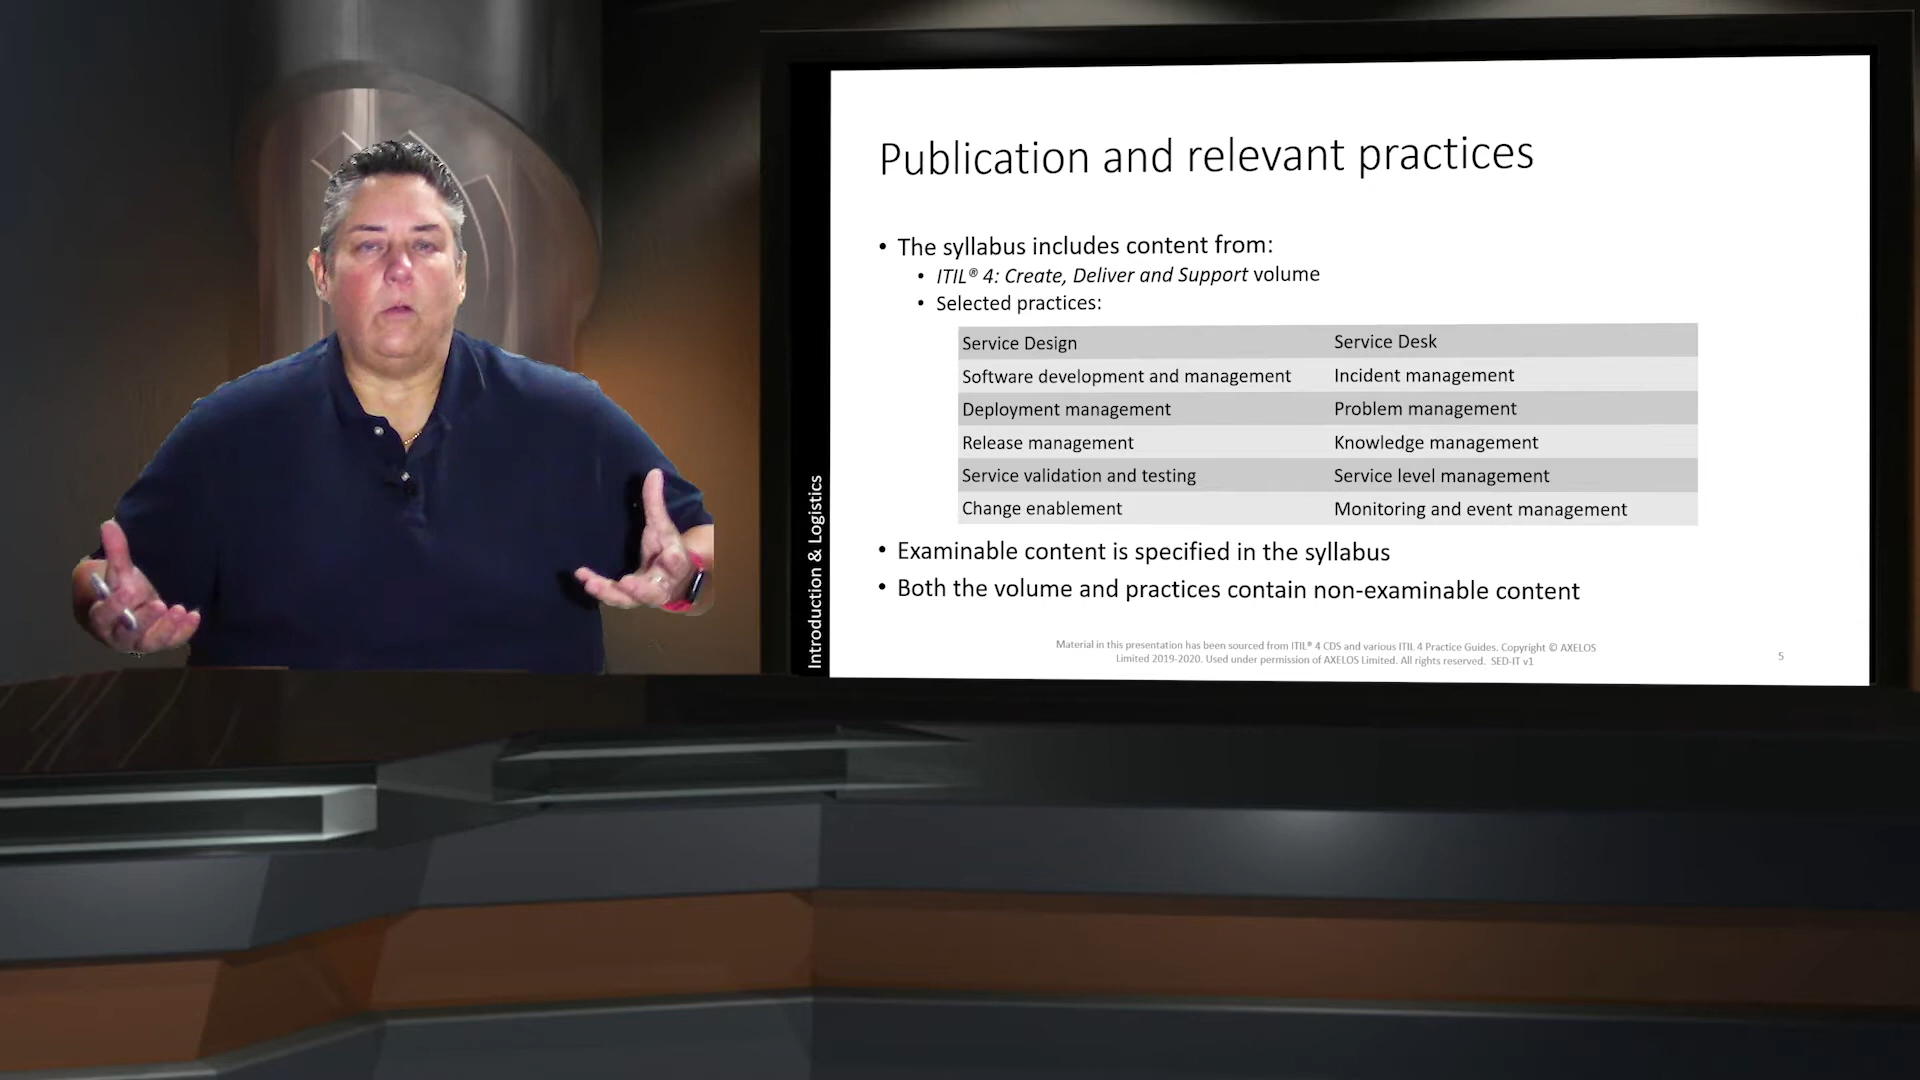 Publication and relevant practices
• The syllabus includes content from:
• ITIL® 4: Create, Deliver and Support volume
• Selected practices:
Service Design
Service Desk
Software development and management
Incident management
Deployment management
Problem management
Release management
Knowledge management
Service validation and testing
Service level management
Change enablement
Monitoring and event management
• Examinable content is specified in the syllabus
• Both the volume and practices contain non-examinable content
Material in this presentation has been sourced from ITIL® 4 CDS and various ITIL 4 Practice Guides. Copyright © AXELOS
Limited 2019-2020. Used under permission of AXELOS Limited. All rights reserved. SED-IT v1
5
Introduction & Logistics